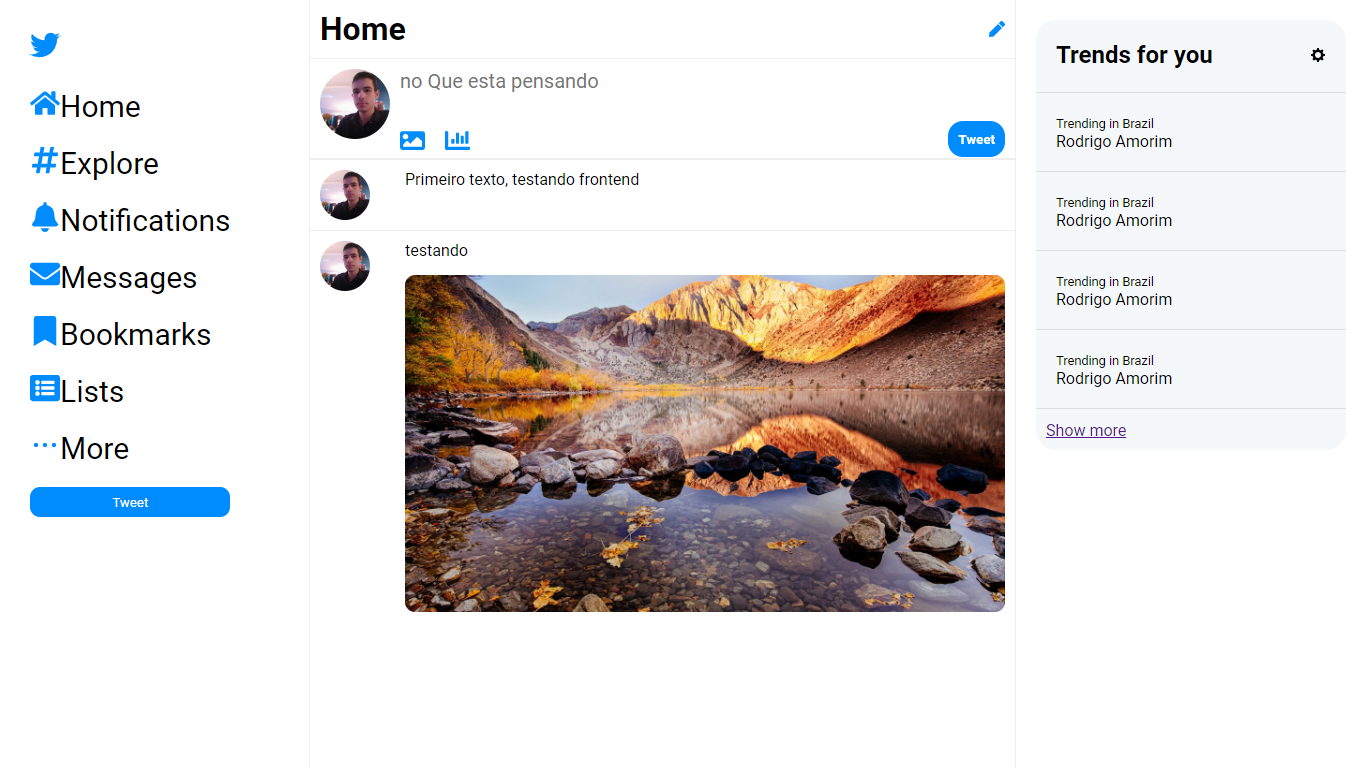 Home
Explore
Notifications
Messages
Bookmarks
Lists
More
Tweet
Home
no Que esta pensando
Tweet
Primeiro texto, testando frontend
testando
Trends for you
Trending in Brazil
Rodrigo Amorim
Trending in Brazil
Rodrigo Amorim
Trending in Brazil
Rodrigo Amorim
Trending in Brazil
Rodrigo Amorim
Show more